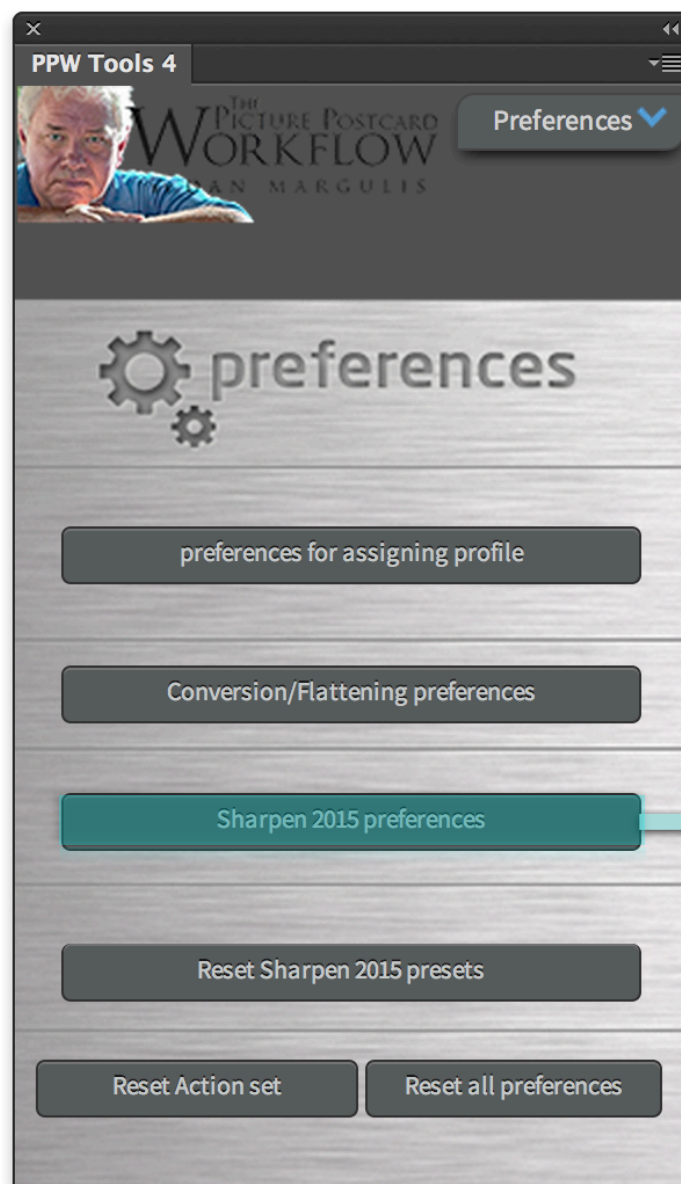 PPW Tools 4
THE
PICTURE POSTCARD
WORKFLOW
DAN MARGULIS
Preferences
preferences
preferences for assigning profile
Conversion/Flattening preferences
Sharpen 2015 preferences
Reset Sharpen 2015 presets
Reset Action set
Reset all preferences